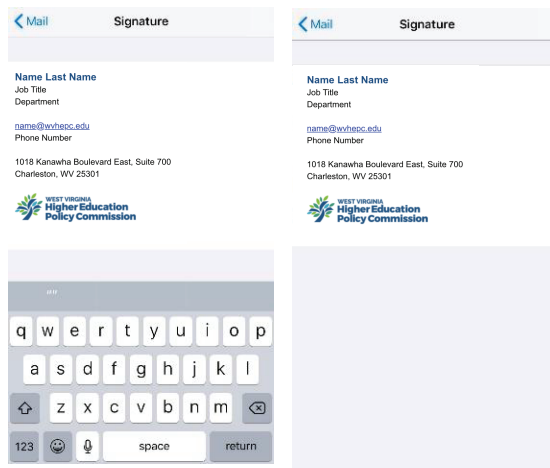 Mail
Signature
Name Last Name
Job Title
Department
name@wvhepc.edu
Phone Number
1018 Kanawha Boulevard East, Suite 700
Charleston, WV 25301
WEST VIRGINIA
Higher Education
Policy Commission
""
q w e r t y u i o p
a s d f g h j k l
z x c v b n m
123 space return
Mail
Signature
Name Last Name
Job Title
Department
name@wvhepc.edu
Phone Number
1018 Kanawha Boulevard East, Suite 700
Charleston, WV 25301
WEST VIRGINIA
Higher Education
Policy Commission